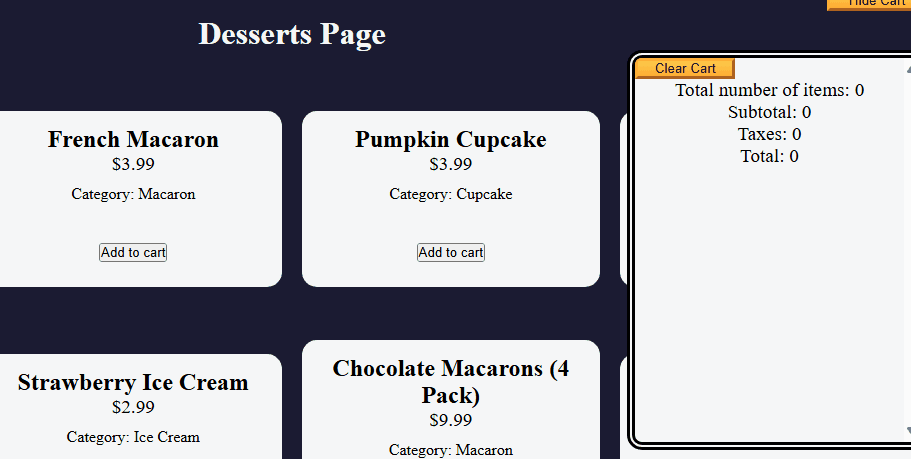 Hide Cart
Desserts Page
Clear Cart
Total number of items: 0
Subtotal: 0
Taxes: 0
Total: 0
French Macaron
$3.99
Category: Macaron
Add to cart
Pumpkin Cupcake
$3.99
Category: Cupcake
Add to cart
Strawberry Ice Cream
$2.99
Category: Ice Cream
Chocolate Macarons (4
Pack)
$9.99
Category: Macaron